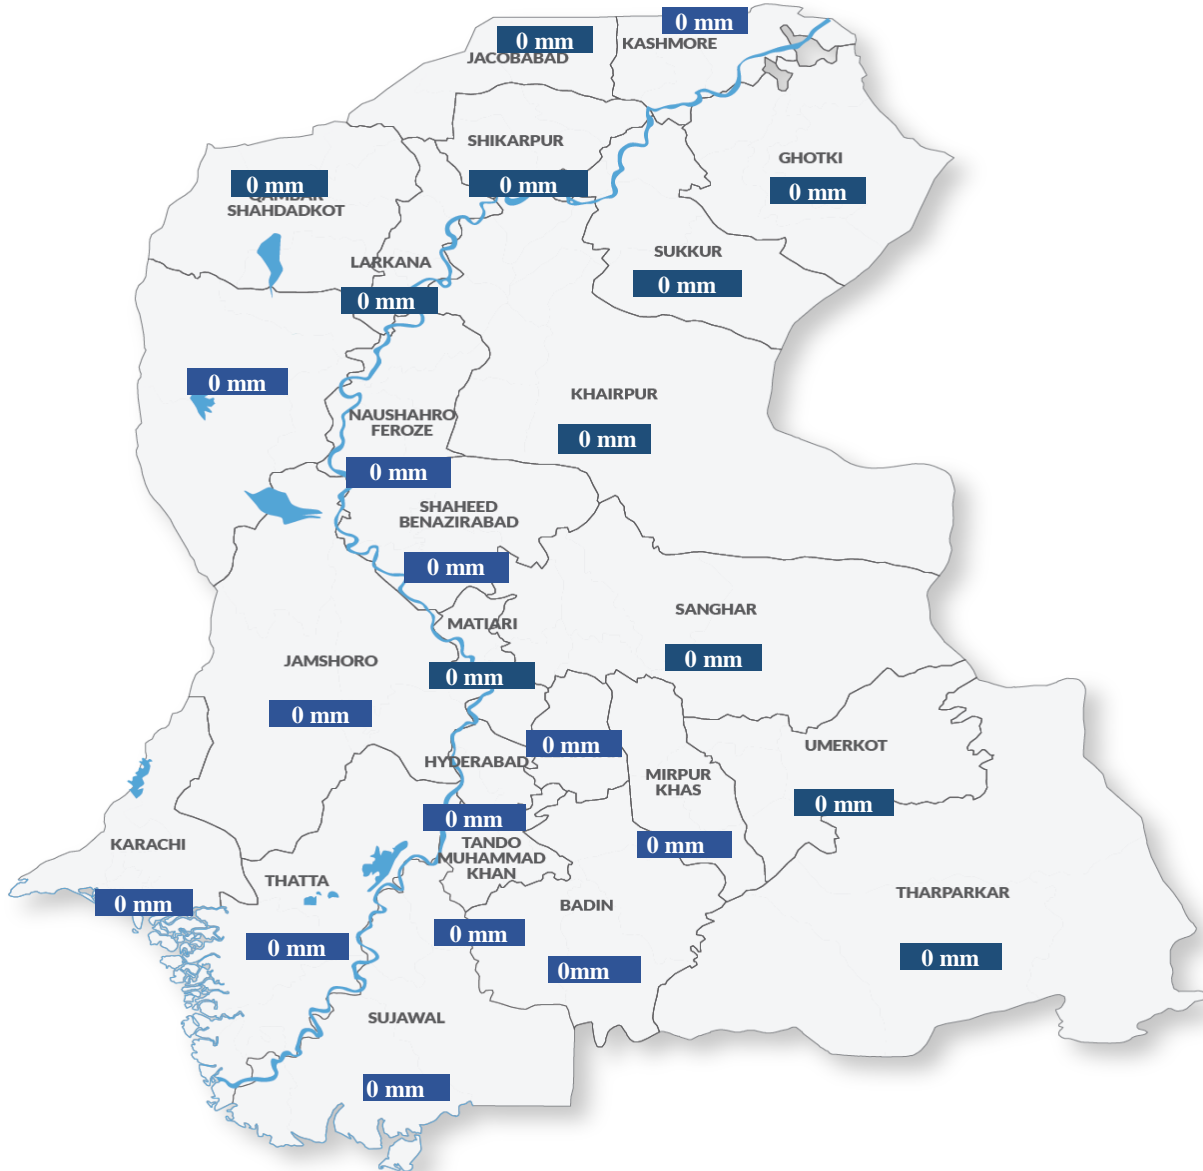 0 mm
KASHMORE
0 mm
JACOBABAD
SHIKARPUR
0 mm
GHOTKI
0 mm
0 mm
QAMBAR
SHAHDADKOT
SUKKUR
0 mm
LARKANA
0 mm
0 mm
KHAIRPUR
0 mm
NAUSHAHRO
FEROZE
0 mm
SHAHEED
BENAZIRABAD
0 mm
SANGHAR
0 mm
MATIARI
0 mm
JAMSHORO
0 mm
0 mm
UMERKOT
0 mm
HYDERABAD
0 mm
MIRPUR
KHAS
0 mm
KARACHI
0 mm
TANDO
MUHAMMAD
KHAN
0 mm
THATTA
0 mm
BADIN
0mm
THARPARKAR
0 mm
SUJAWAL
0 mm